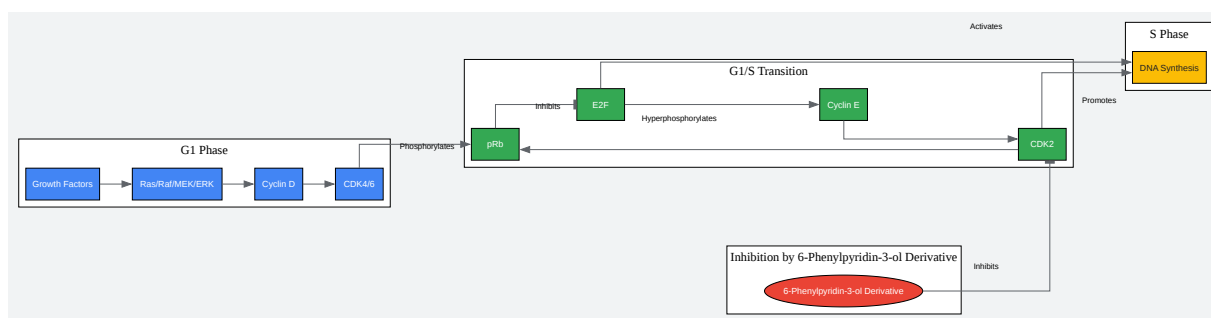 Activates
S Phase
DNA Synthesis
G1/S Transition
Inhibits
E2F
Cyclin E
Promotes
Hyperphosphorylates
pRb
CDK2
G1 Phase
Phosphorylates
Growth Factors
Ras/Raf/MEK/ERK
Cyclin D
CDK4/6
Inhibition by 6-Phenylpyridin-3-ol Derivative
Inhibits
6-Phenylpyridin-3-ol Derivative